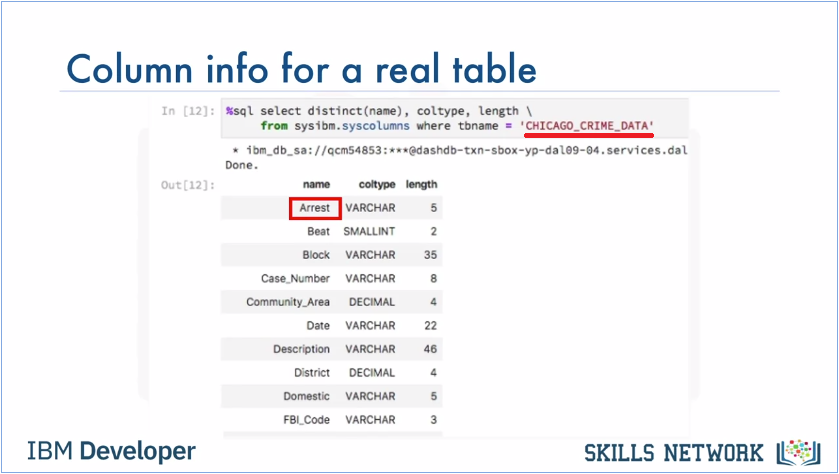 Column info for a real table
In [12]: %sql select distinct(name), coltype, length \
from sysibm.syscolumns where tbname = 'CHICAGO_CRIME_DATA'
* ibm_db_sa://qcm54853:***@dashdb-txn-sbox-yp-dal09-04.services.dal
Done.
Out[12]: name coltype length
Arrest VARCHAR 5
Beat SMALLINT 2
Block VARCHAR 35
Case_Number VARCHAR 8
Community_Area DECIMAL 4
Date VARCHAR 22
Description VARCHAR 46
District DECIMAL 4
Domestic VARCHAR 5
FBI_Code VARCHAR 3
IBM Developer
SKILLS NETWORK